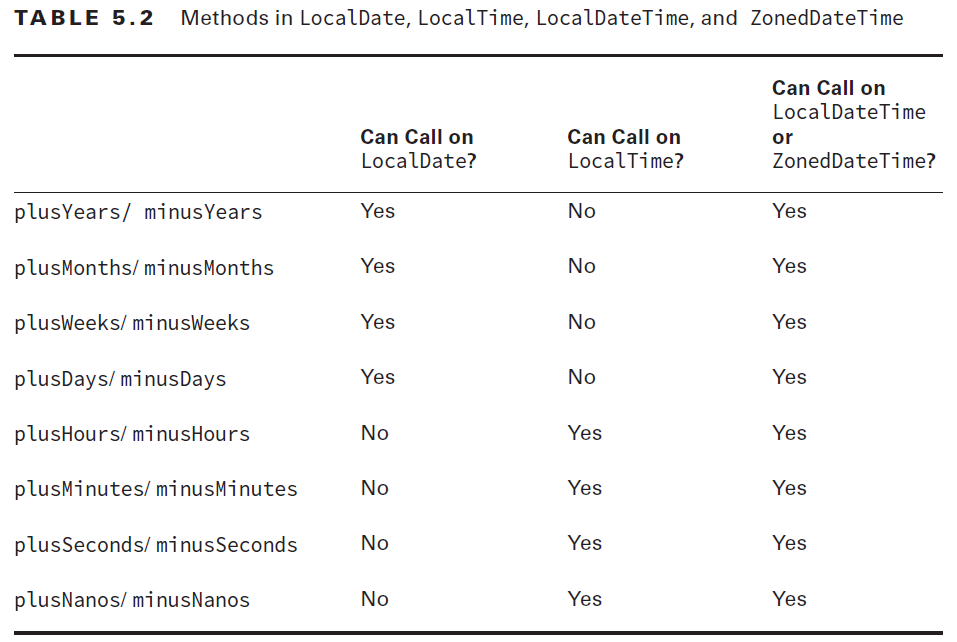 TABLE 5.2 Methods in LocalDate, LocalTime, LocalDateTime, and ZonedDateTime
Can Call on LocalDate?
Can Call on LocalTime?
Can Call on LocalDateTime or ZonedDateTime?
plusYears/ minusYears Yes No Yes
plusMonths/ minusMonths Yes No Yes
plusWeeks/ minusWeeks Yes No Yes
plusDays/ minusDays Yes No Yes
plusHours/ minusHours No Yes Yes
plusMinutes/ minusMinutes No Yes Yes
plusSeconds/ minusSeconds No Yes Yes
plusNanos/ minusNanos No Yes Yes